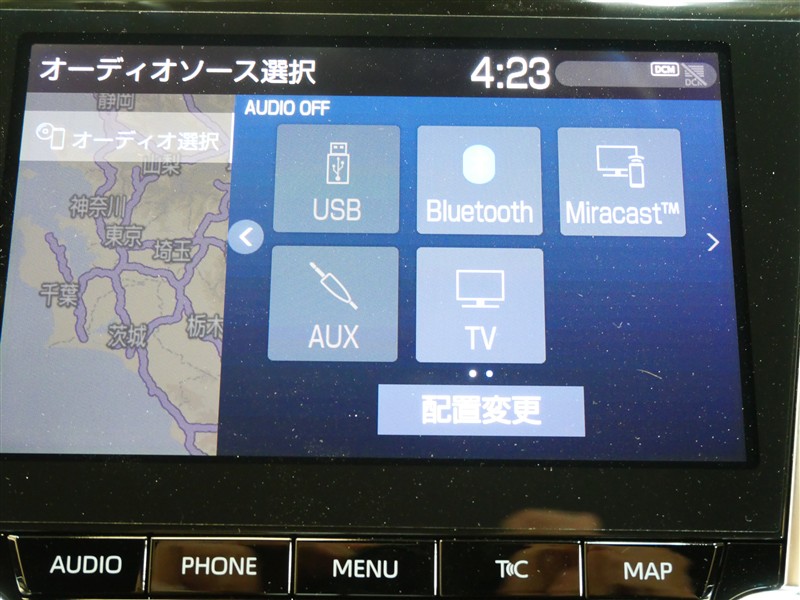 オーディオソース選択
4:23
DCM
DCM
静岡
AUDIO OFF
オーディオ選択
山梨
USB
Bluetooth
Miracast™
神奈川
東京
埼玉
千葉
茨城
栃木
AUX
TV
配置変更
AUDIO
PHONE
MENU
T C
MAP